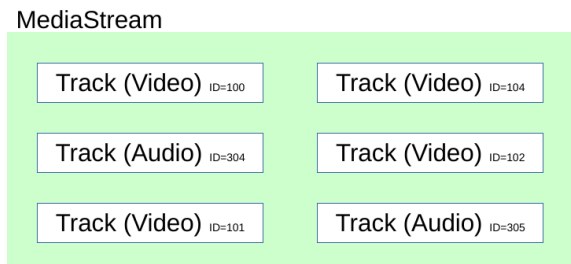 MediaStream
Track (Video) ID=100
Track (Video) ID=104
Track (Audio) ID=304
Track (Video) ID=102
Track (Video) ID=101
Track (Audio) ID=305